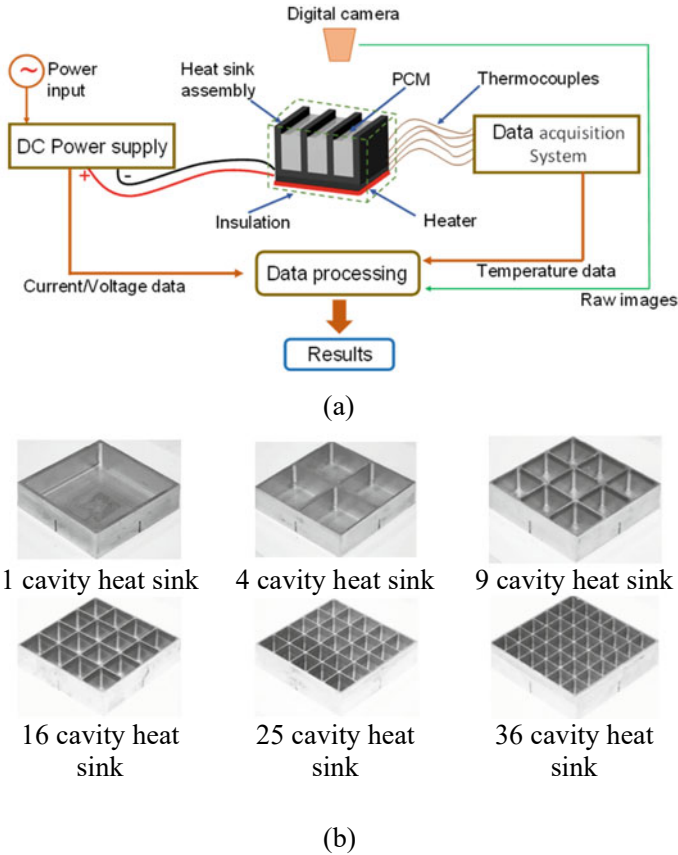 Digital camera
Power
input
Heat sink
assembly
PCM
Thermocouples
DC Power supply
Data acquisition
System
+
-
Insulation
Heater
Data processing
Current/Voltage data
Temperature data
Raw images
Results
(a)
1 cavity heat sink
4 cavity heat sink
9 cavity heat sink
16 cavity heat
sink
25 cavity heat
sink
36 cavity heat
sink
(b)